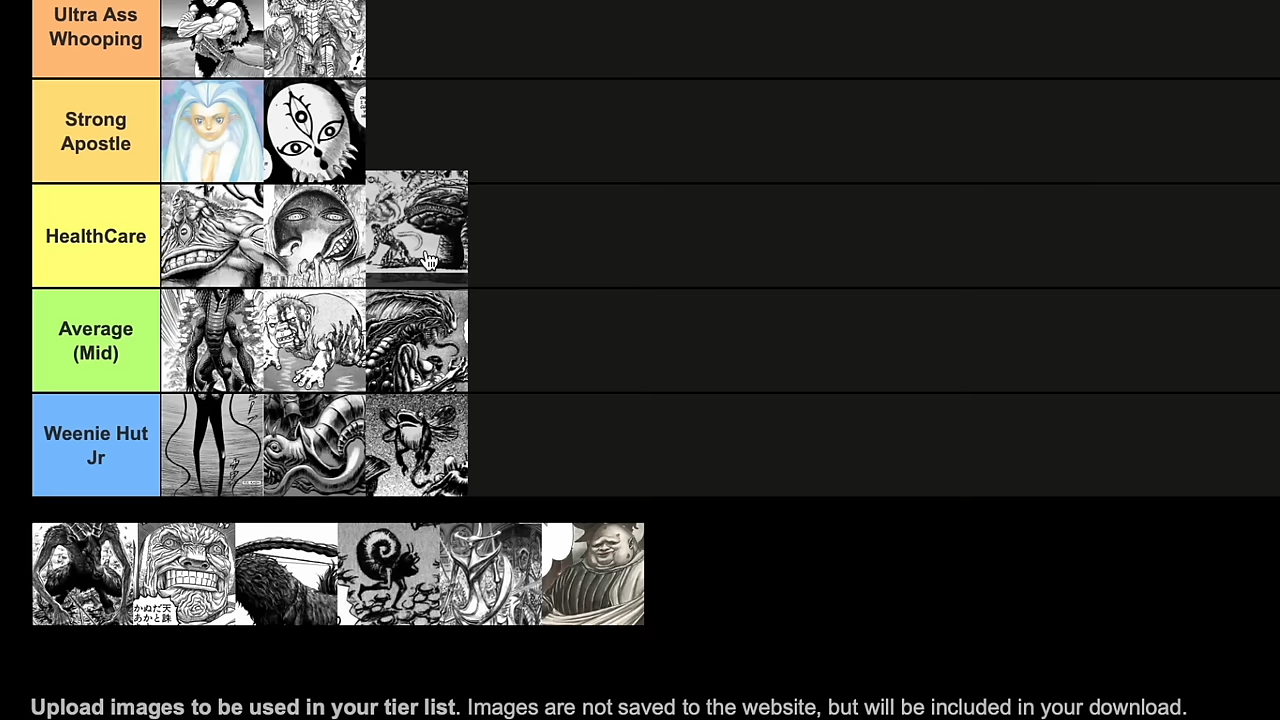 Ultra Ass
Whooping
Strong
Apostle
HealthCare
Average
(Mid)
Weenie Hut
Jr
かぬだ天
あかと誅
Upload images to be used in your tier list. Images are not saved to the website, but will be included in your download.